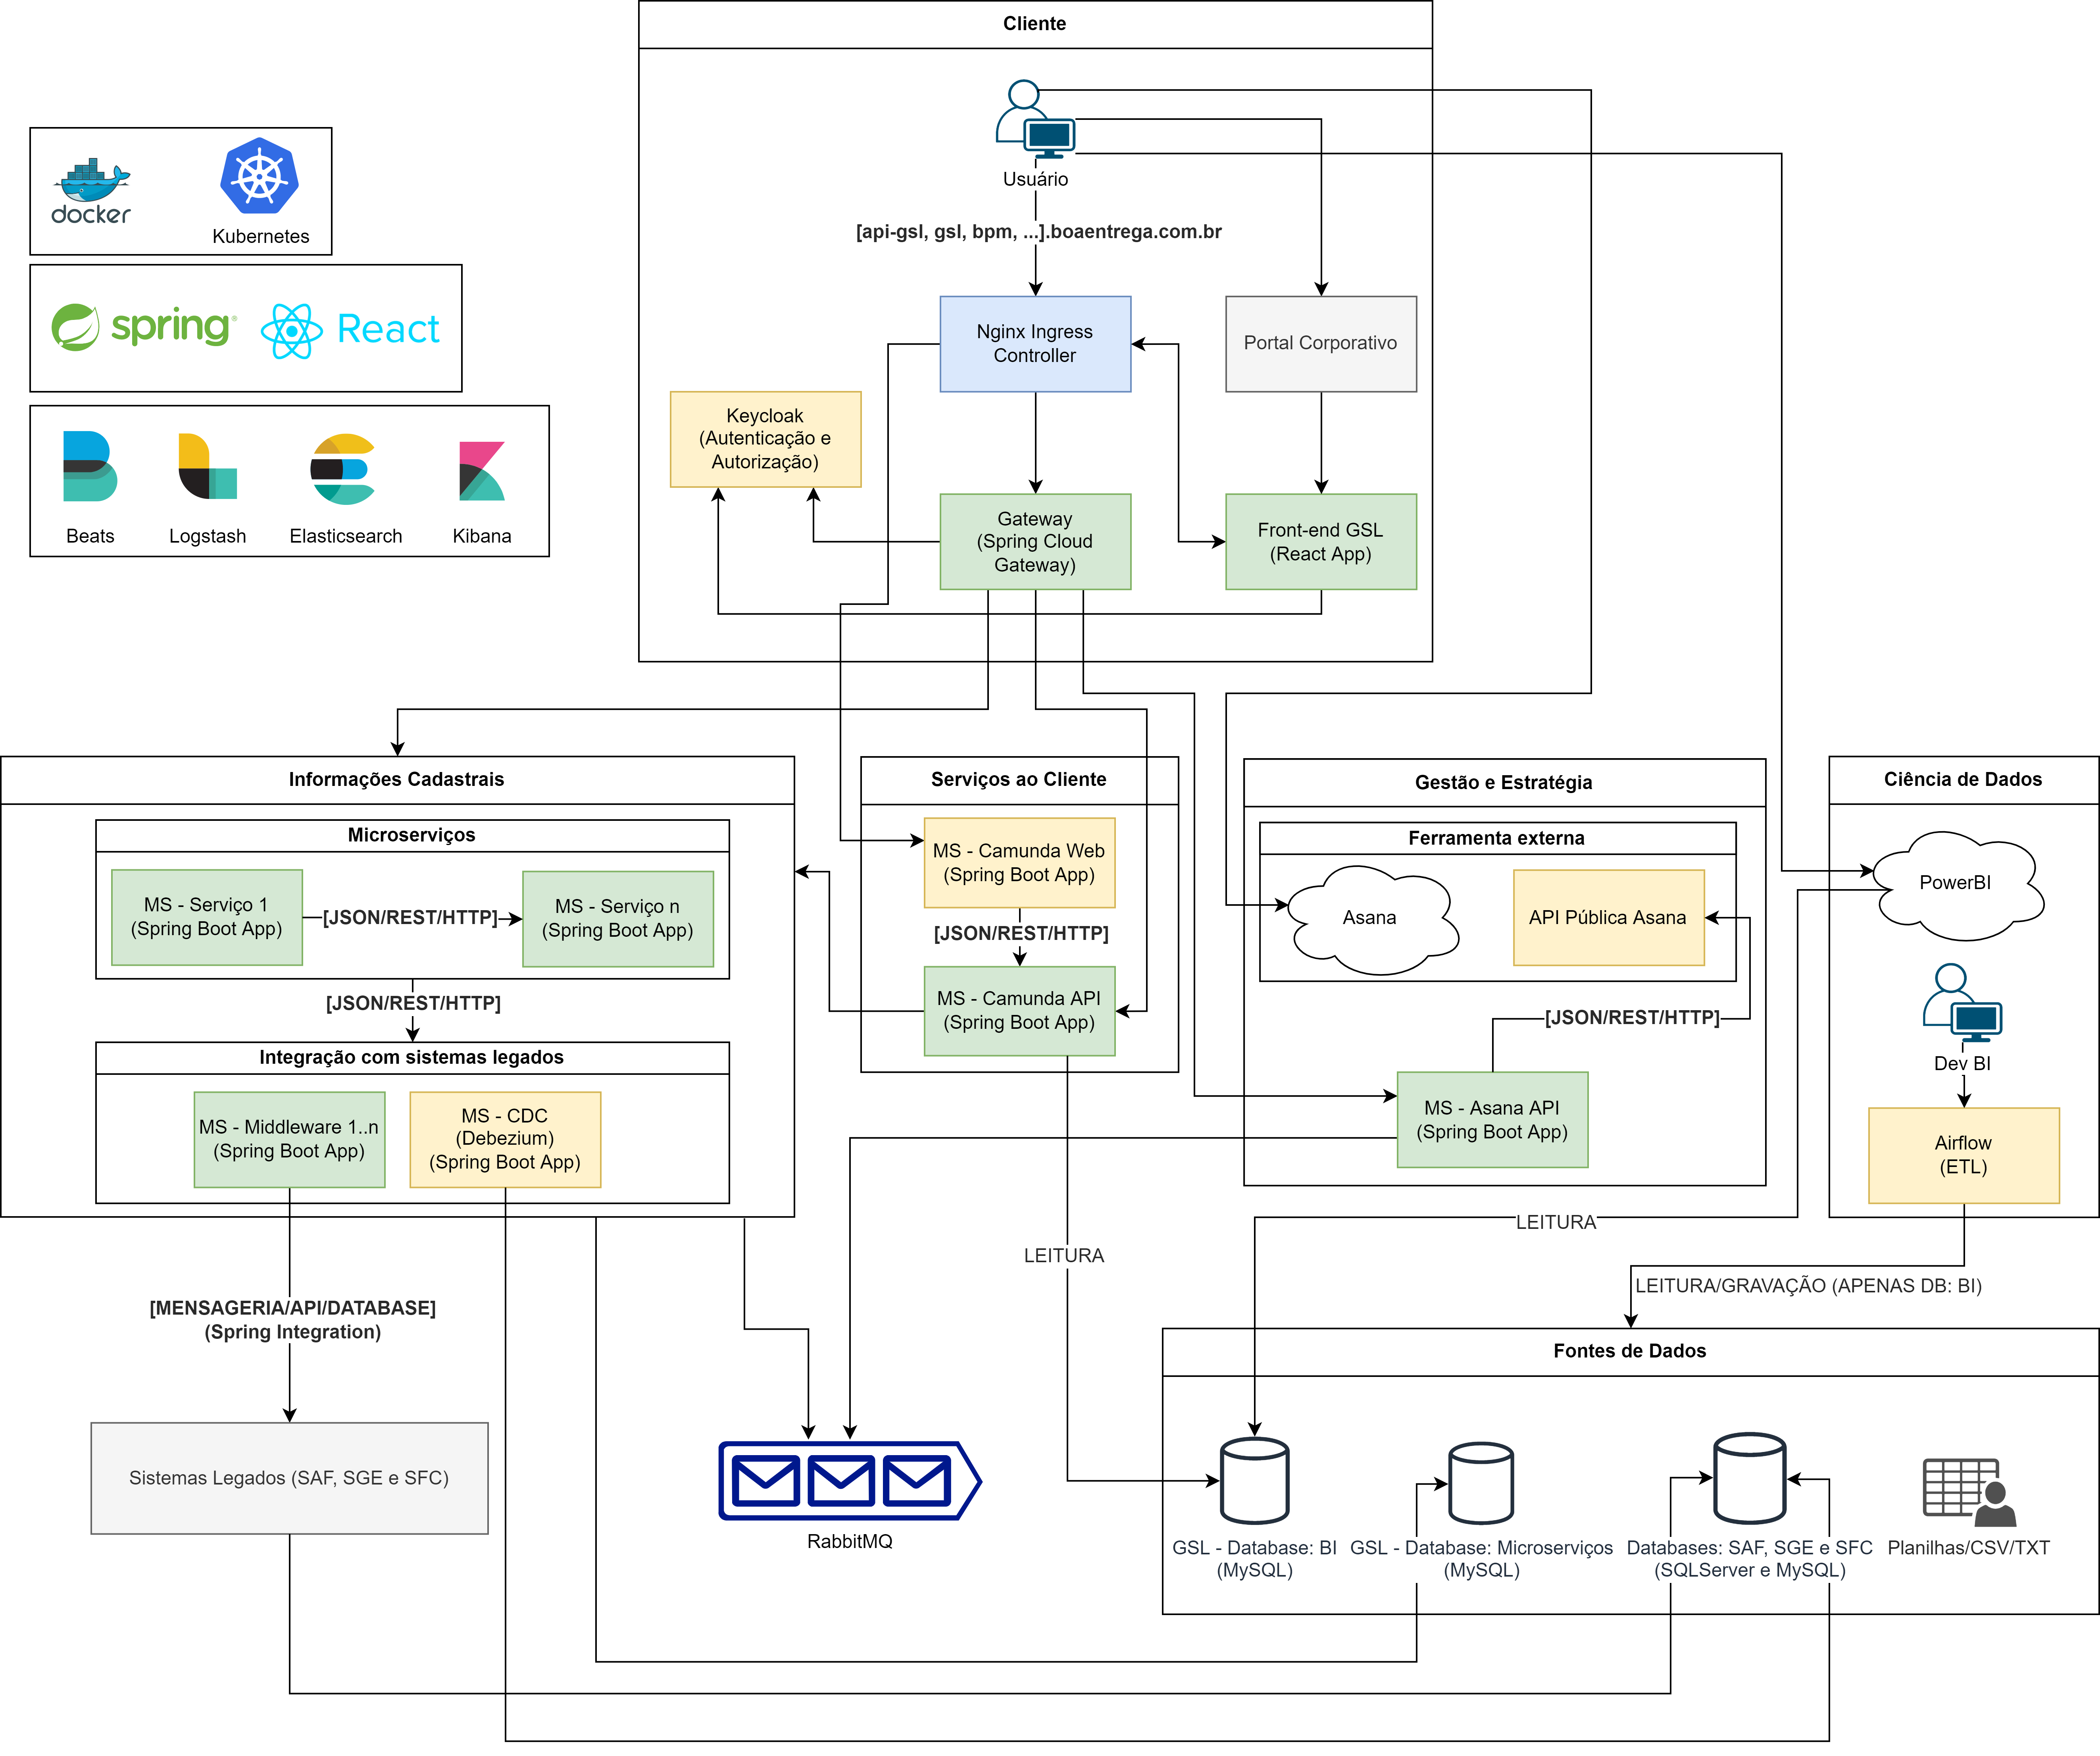 Cliente
Usuário
[api-gsl, gsl, bpm, ...].boaentrega.com.br
docker
Kubernetes
spring
React
Beats
Logstash
Elasticsearch
Kibana
Nginx Ingress
Controller
Portal Corporativo
Keycloak
(Autenticação e
Autorização)
Gateway
(Spring Cloud
Gateway)
Front-end GSL
(React App)
Informações Cadastrais
Microserviços
MS - Serviço 1
(Spring Boot App)
[JSON/REST/HTTP]
MS - Serviço n
(Spring Boot App)
[JSON/REST/HTTP]
Integração com sistemas legados
MS - Middleware 1..n
(Spring Boot App)
MS - CDC
(Debezium)
(Spring Boot App)
Serviços ao Cliente
MS - Camunda Web
(Spring Boot App)
[JSON/REST/HTTP]
MS - Camunda API
(Spring Boot App)
Gestão e Estratégia
Ferramenta externa
Asana
API Pública Asana
[JSON/REST/HTTP]
MS - Asana API
(Spring Boot App)
Ciência de Dados
PowerBI
Dev BI
Airflow
(ETL)
LEITURA
LEITURA
LEITURA/GRAVAÇÃO (APENAS DB: BI)
[MENSAGERIA/API/DATABASE]
(Spring Integration)
Sistemas Legados (SAF, SGE e SFC)
RabbitMQ
Fontes de Dados
GSL - Database: BI
(MySQL)
GSL - Database: Microserviços
(MySQL)
Databases: SAF, SGE e SFC
(SQLServer e MySQL)
Planilhas/CSV/TXT